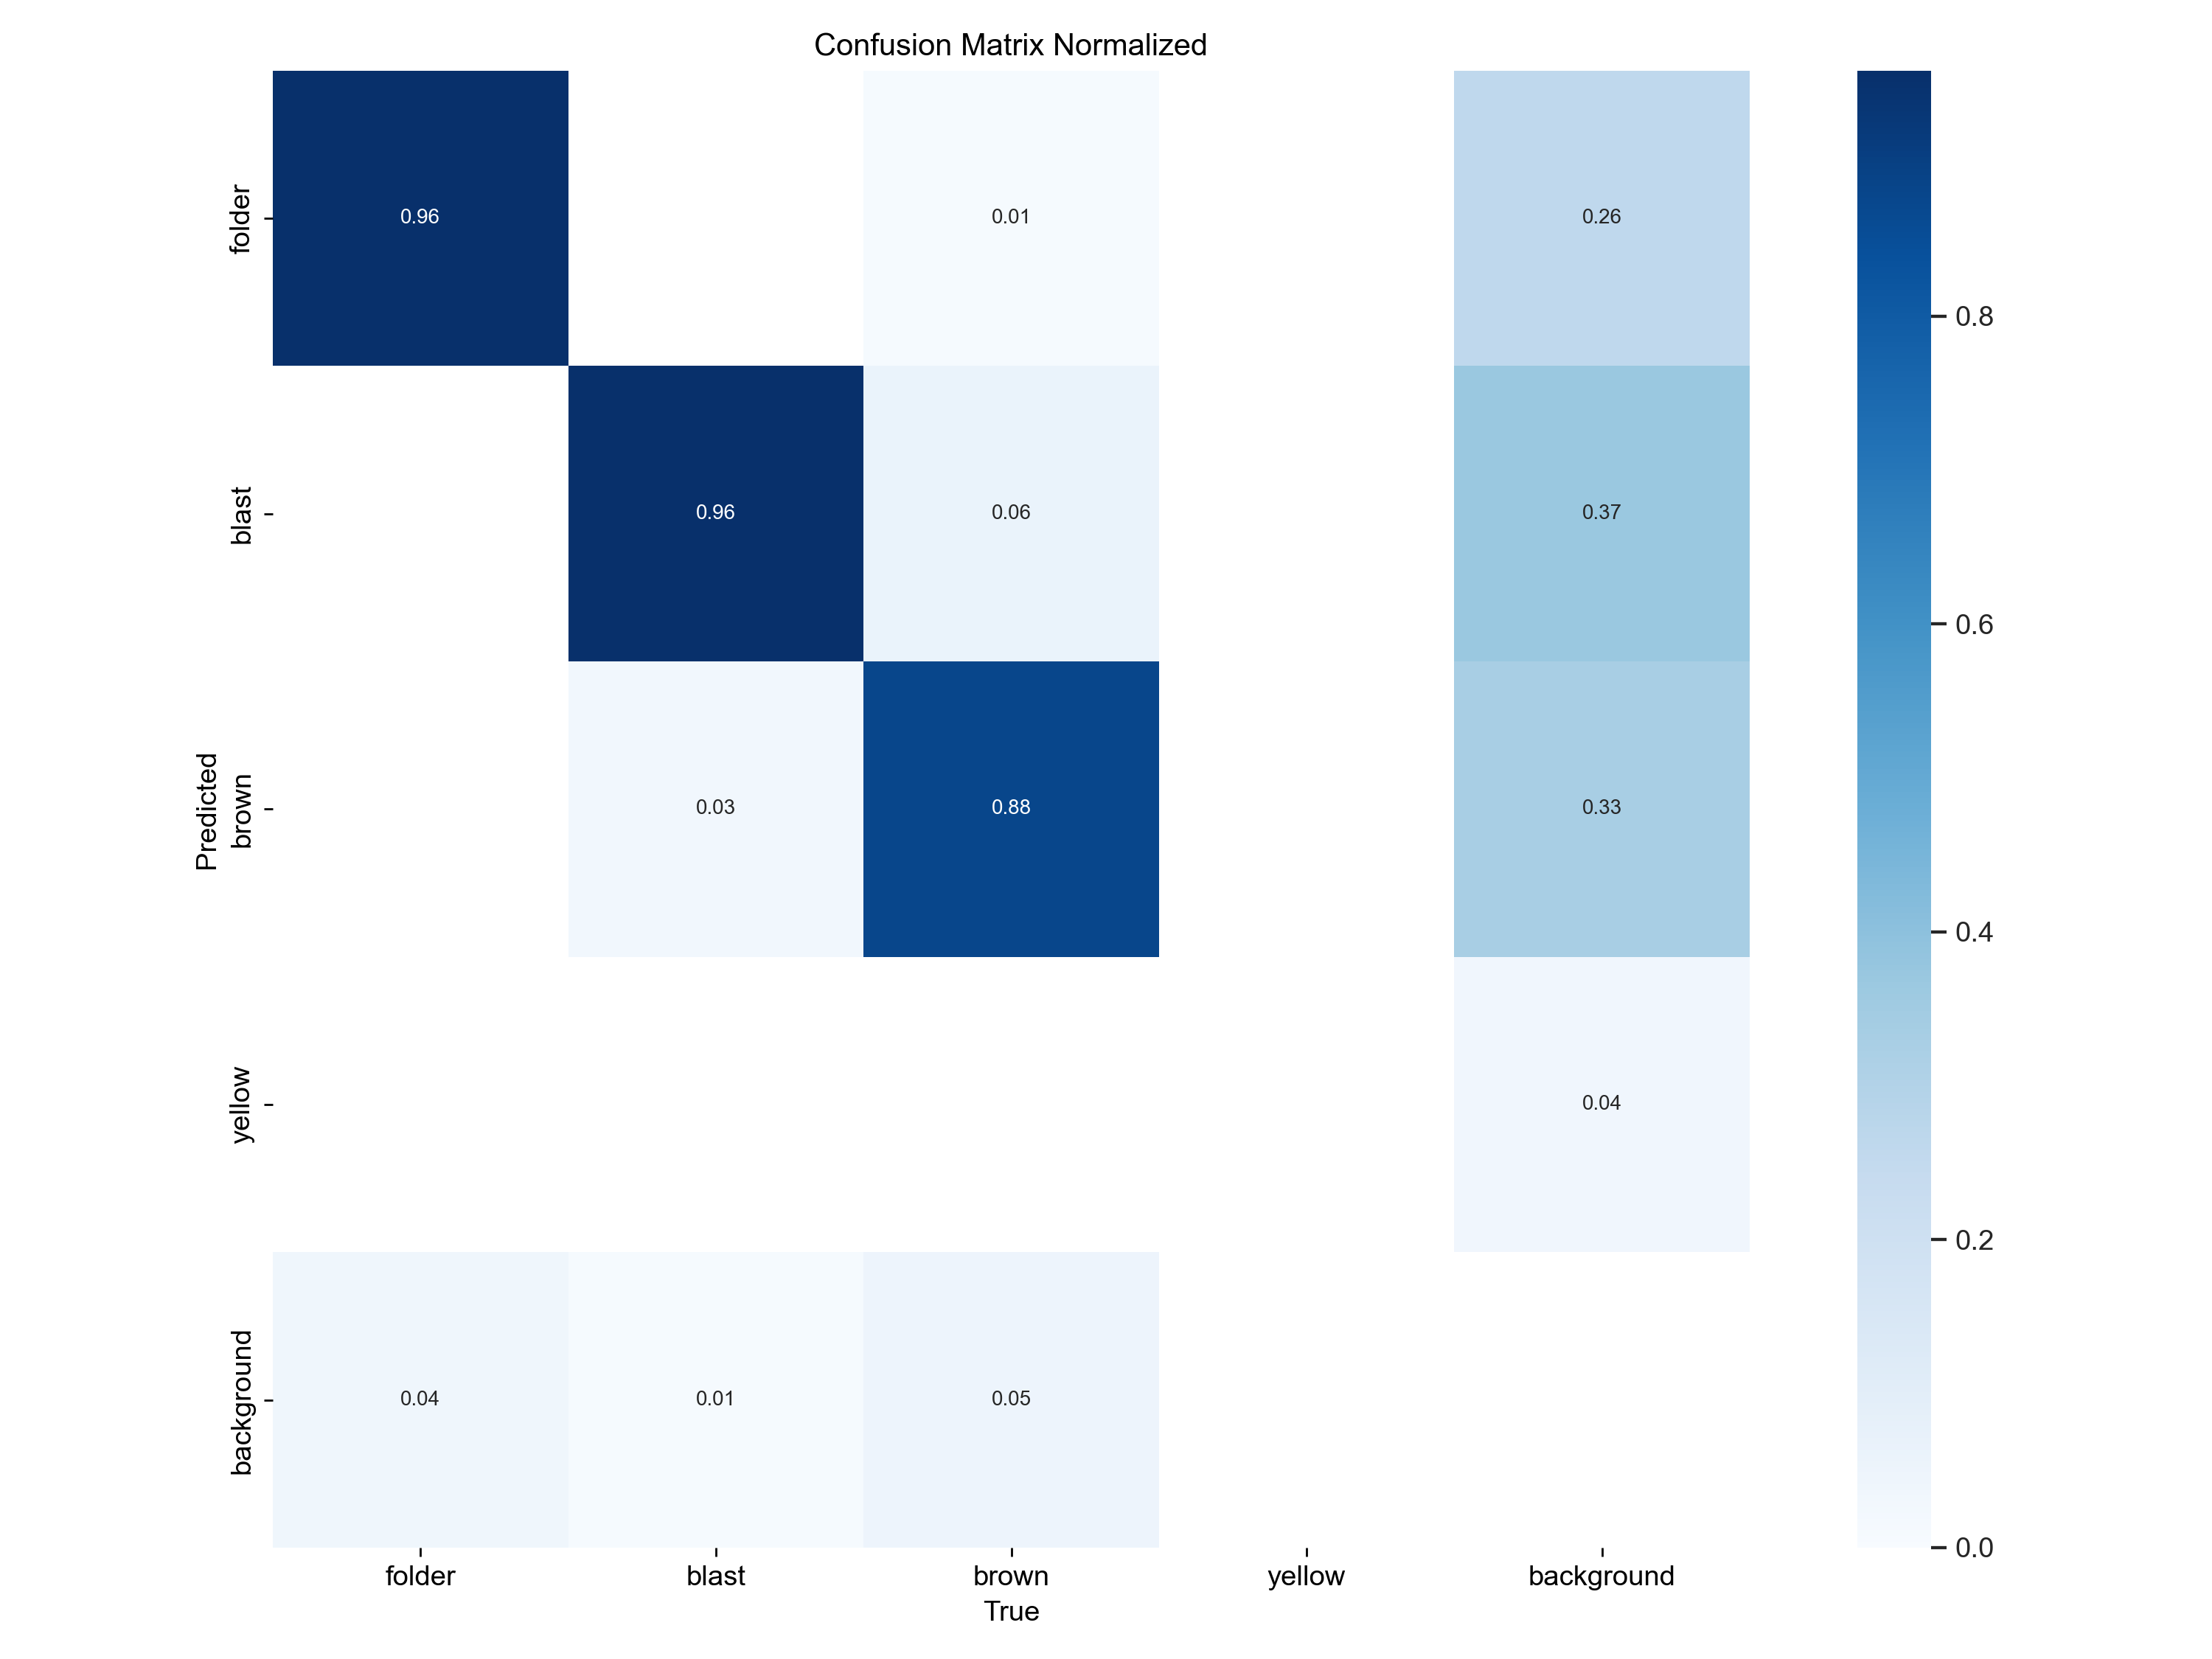 Confusion Matrix Normalized
folder
0.96
0.01
0.26
0.8
blast
0.96
0.06
0.37
0.6
Predicted
brown
0.03
0.88
0.33
0.4
yellow
0.04
0.2
background
0.04
0.01
0.05
0.0
folder
blast
brown
yellow
background
True